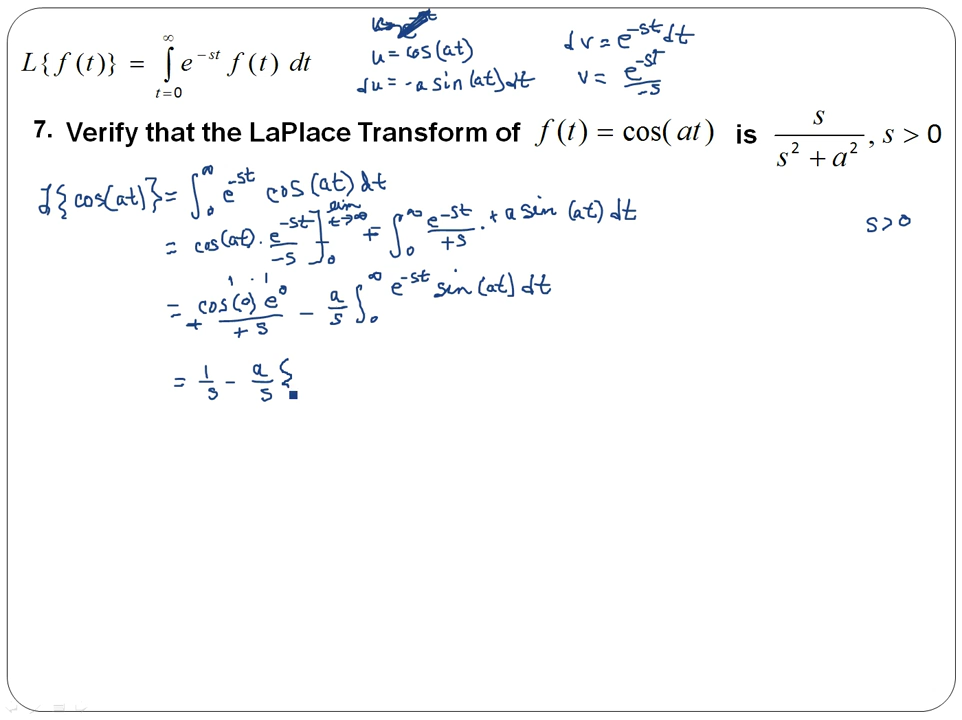 L{f(t)} = ∫_{t=0}^{∞} e^{-st} f(t) dt
u = cos(at)
du = -a sin(at) dt
dv = e^{-st} dt
v = e^{-st}/-s
7. Verify that the LaPlace Transform of f(t) = cos(at) is s/(s² + a²), s > 0
ℒ{cos(at)} = ∫_0^∞ e^{-st} cos(at) dt
= cos(at) · e^{-st}/-s ]_0^{lim t→∞} ∓ ∫_0^∞ e^{-st}/+s · + a sin(at) dt
s > 0
1 · 1
= + cos(0) e^0/+s - a/s ∫_0^∞ e^{-st} sin(at) dt
= 1/s - a/s {